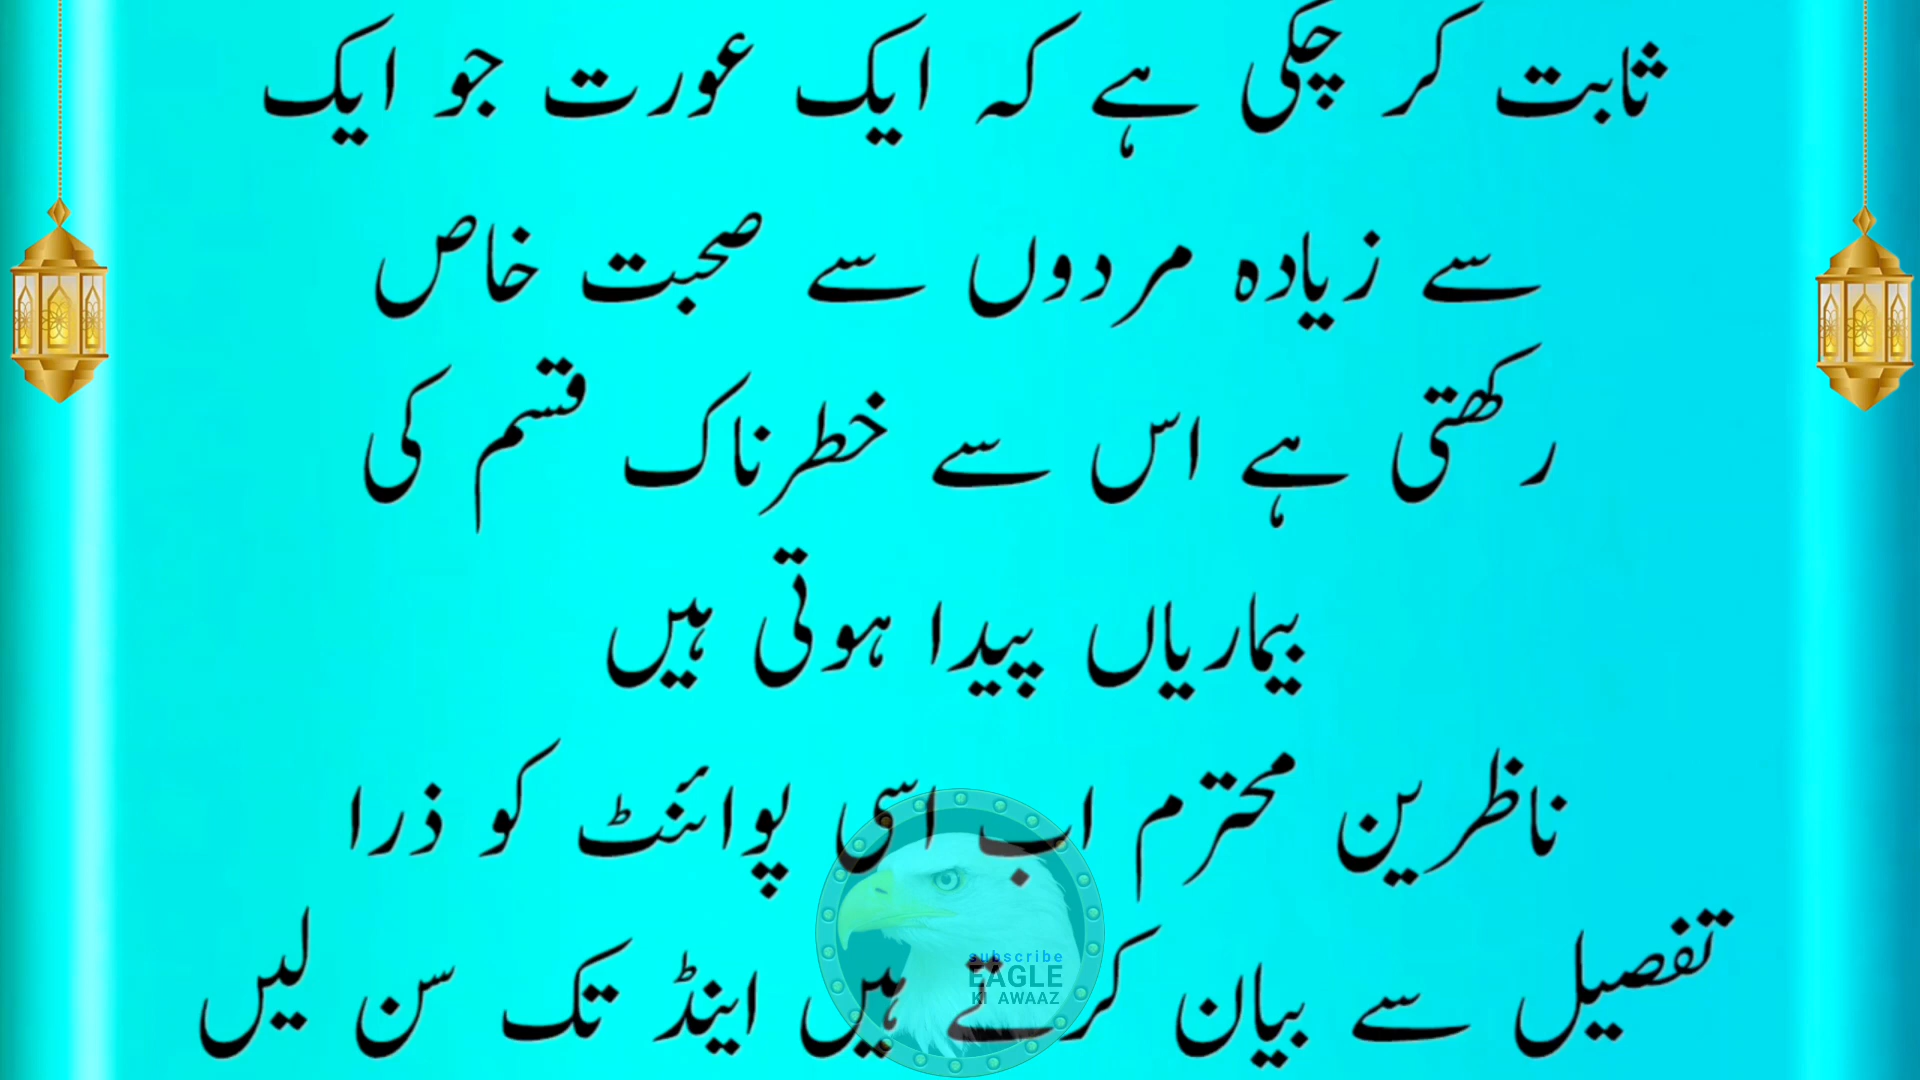 ثابت کر چکی ہے کہ ایک عورت جو ایک
سے زیادہ مردوں سے صحبت خاص
رکھتی ہے اس سے خطرناک قسم کی
بیماریاں پیدا ہوتی ہیں
ناظرین محترم اب اسی پوائنٹ کو ذرا
تفصیل سے بیان کرتے ہیں اینڈ تک سن لیں
subscribe
EAGLE
KI AWAAZ